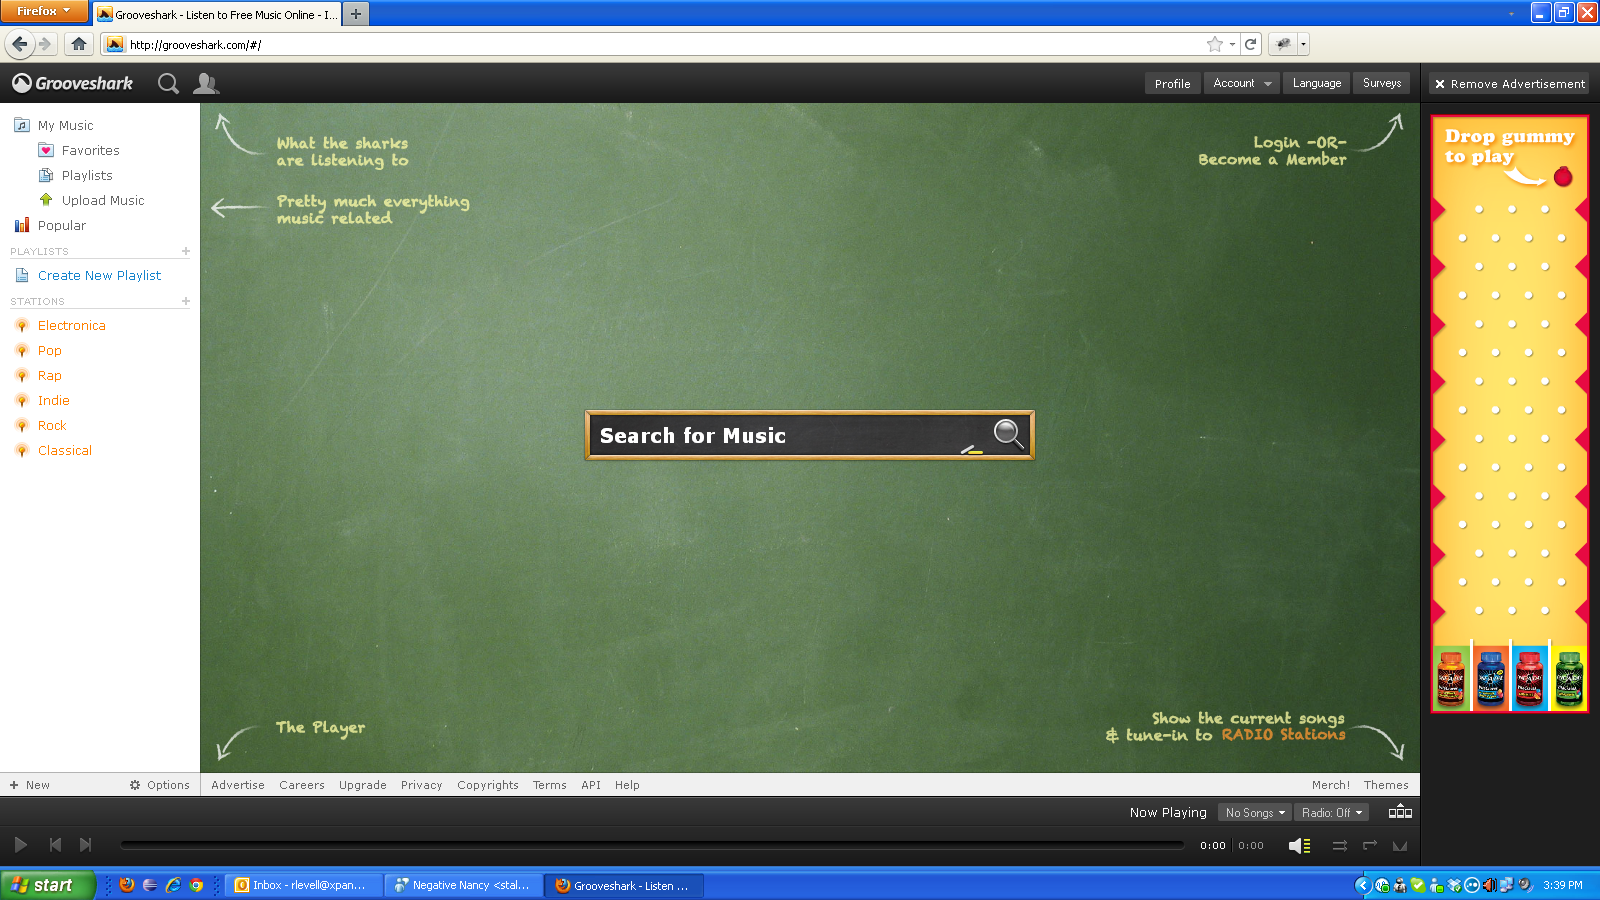 Firefox
Grooveshark - Listen to Free Music Online - I...
http://grooveshark.com/#/
Grooveshark
Profile
Account
Language
Surveys
Remove Advertisement
My Music
Favorites
Playlists
Upload Music
Popular
PLAYLISTS
Create New Playlist
STATIONS
Electronica
Pop
Rap
Indie
Rock
Classical
What the sharks
are listening to
Pretty much everything
music related
Login -OR-
Become a Member
Search for Music
The Player
Show the current songs
& tune-in to RADIO Stations
Drop gummy
to play
New
Options
Advertise
Careers
Upgrade
Privacy
Copyrights
Terms
API
Help
Merch!
Themes
Now Playing
No Songs
Radio: Off
0:00
0:00
start
Inbox - rlevell@xpan...
Negative Nancy <stal...
Grooveshark - Listen ...
3:39 PM